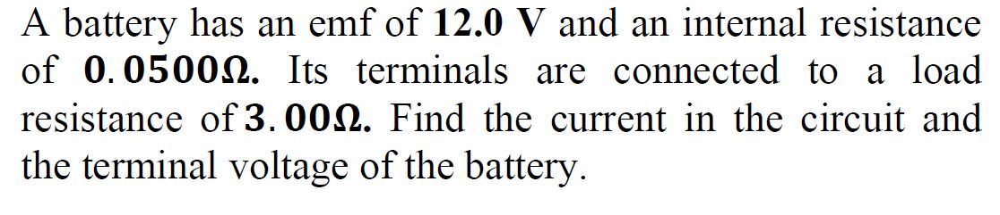 A battery has an emf of 12.0 V and an internal resistance
of 0.0500Ω. Its terminals are connected to a load
resistance of 3.00Ω. Find the current in the circuit and
the terminal voltage of the battery.